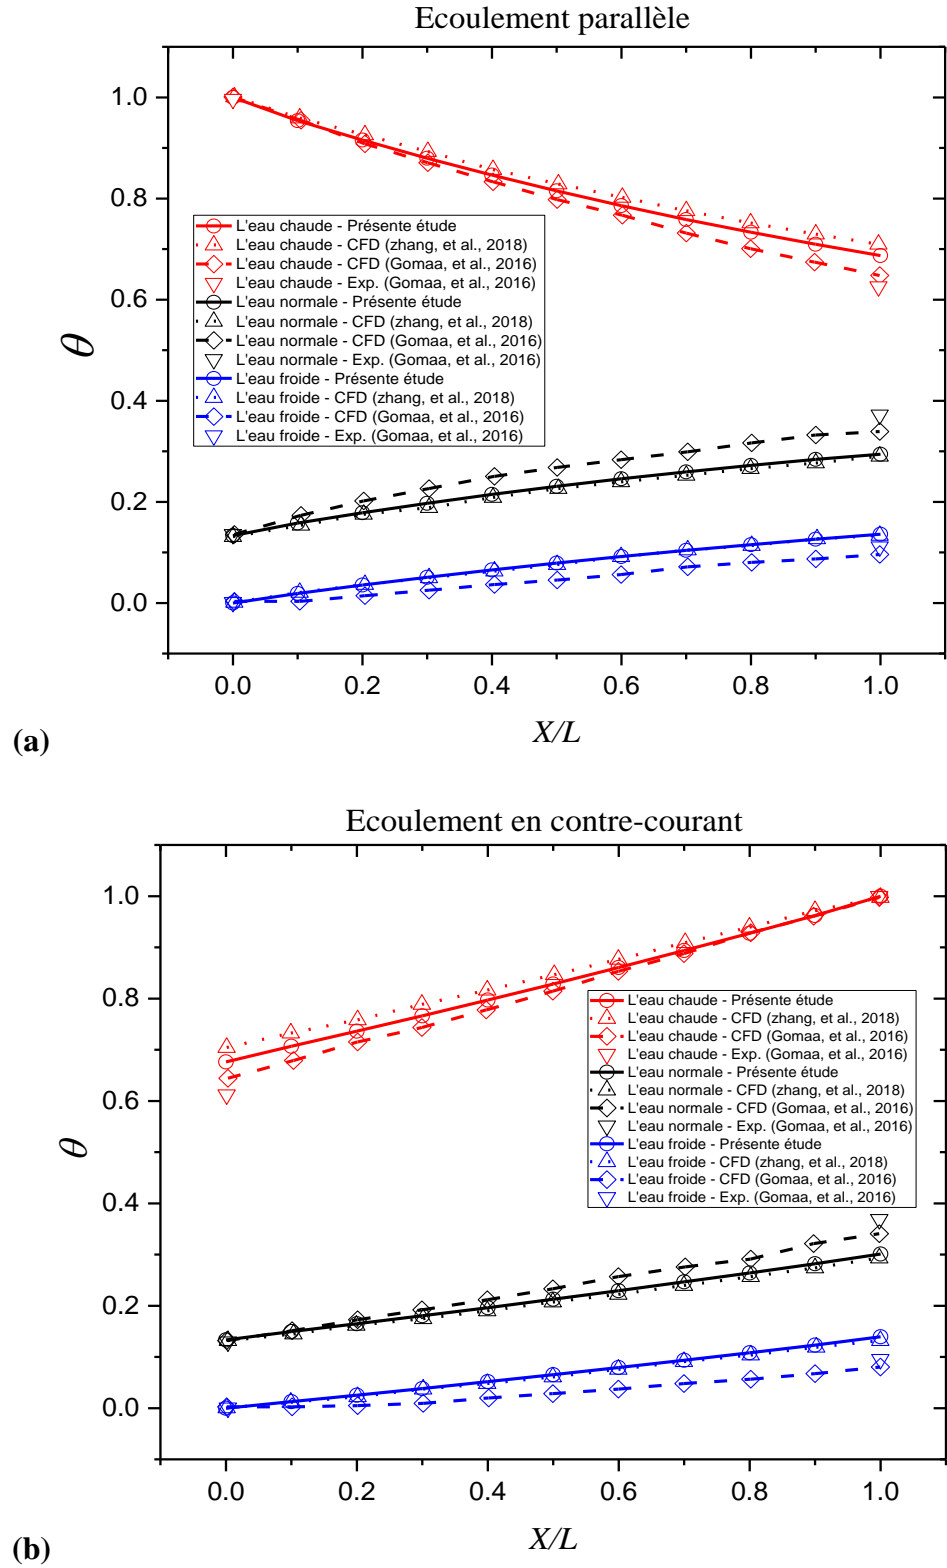 Ecoulement parallèle
1.0
0.8
0.6
0.4
0.2
0.0
θ
L'eau chaude - Présente étude
L'eau chaude - CFD (zhang, et al., 2018)
L'eau chaude - CFD (Gomaa, et al., 2016)
L'eau chaude - Exp. (Gomaa, et al., 2016)
L'eau normale - Présente étude
L'eau normale - CFD (zhang, et al., 2018)
L'eau normale - CFD (Gomaa, et al., 2016)
L'eau normale - Exp. (Gomaa, et al., 2016)
L'eau froide - Présente étude
L'eau froide - CFD (zhang, et al., 2018)
L'eau froide - CFD (Gomaa, et al., 2016)
L'eau froide - Exp. (Gomaa, et al., 2016)
0.0 0.2 0.4 0.6 0.8 1.0
X/L
(a)
Ecoulement en contre-courant
1.0
0.8
0.6
0.4
0.2
0.0
θ
L'eau chaude - Présente étude
L'eau chaude - CFD (zhang, et al., 2018)
L'eau chaude - CFD (Gomaa, et al., 2016)
L'eau chaude - Exp. (Gomaa, et al., 2016)
L'eau normale - Présente étude
L'eau normale - CFD (zhang, et al., 2018)
L'eau normale - CFD (Gomaa, et al., 2016)
L'eau normale - Exp. (Gomaa, et al., 2016)
L'eau froide - Présente étude
L'eau froide - CFD (zhang, et al., 2018)
L'eau froide - CFD (Gomaa, et al., 2016)
L'eau froide - Exp. (Gomaa, et al., 2016)
0.0 0.2 0.4 0.6 0.8 1.0
X/L
(b)